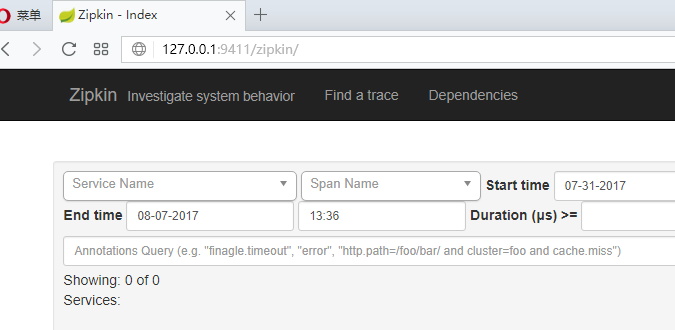 菜单 Zipkin - Index
127.0.0.1:9411/zipkin/
Zipkin Investigate system behavior Find a trace Dependencies
Service Name Span Name Start time 07-31-2017
End time 08-07-2017 13:36 Duration (μs) >=
Annotations Query (e.g. "finagle.timeout", "error", "http.path=/foo/bar/ and cluster=foo and cache.miss")
Showing: 0 of 0
Services: